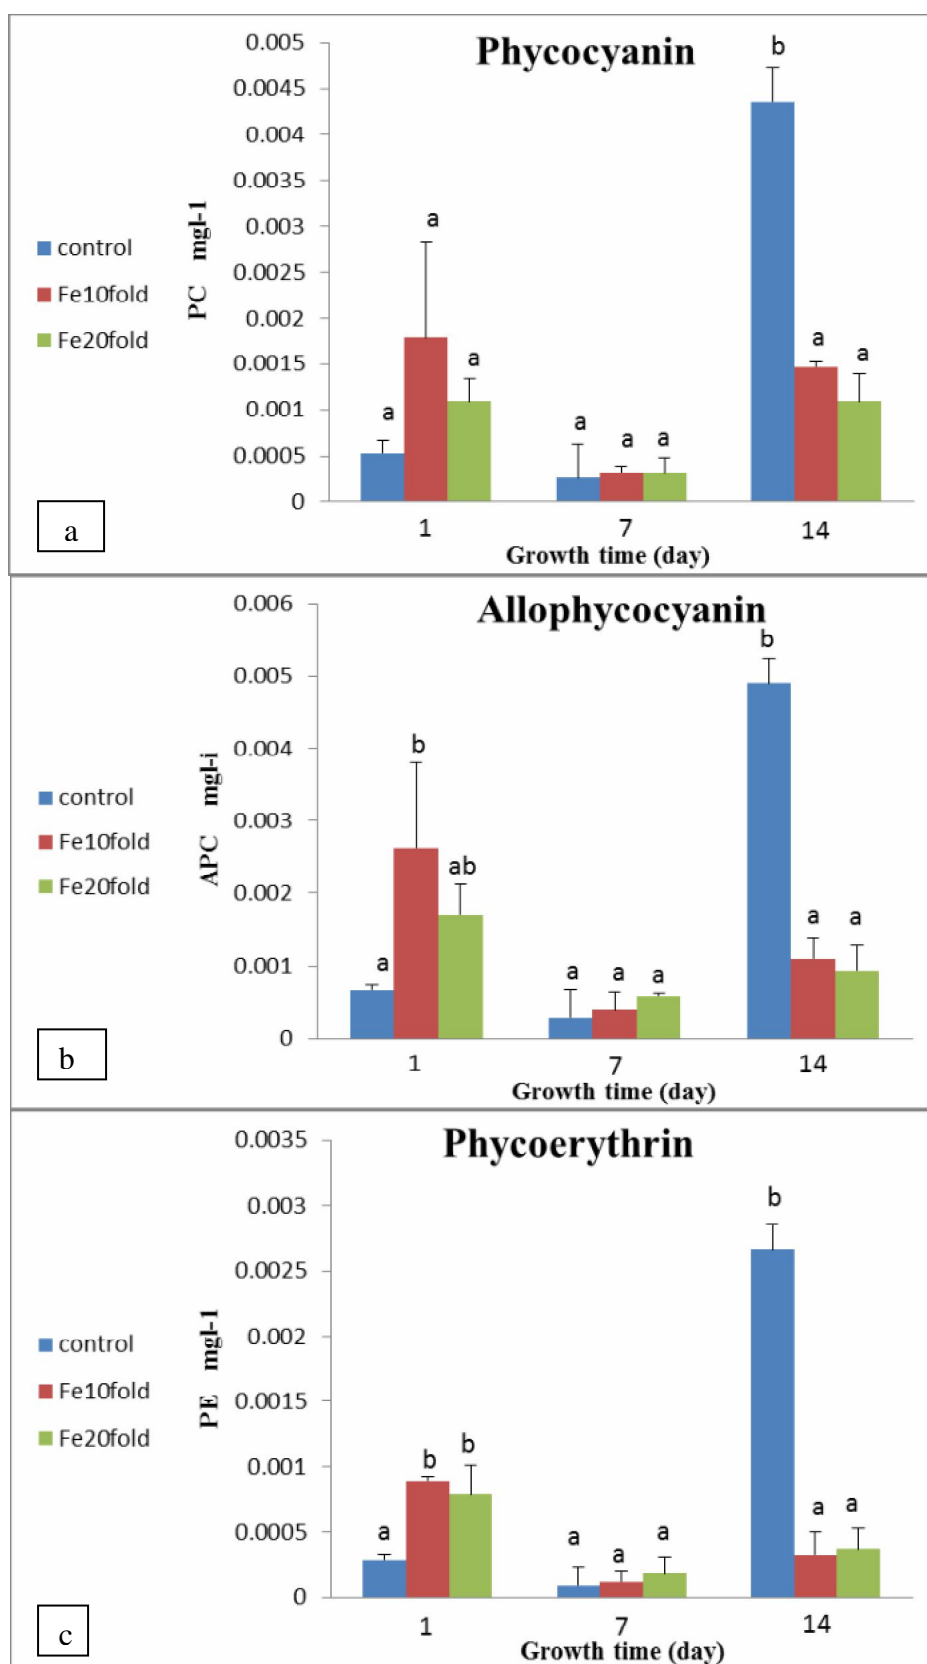 Phycocyanin
0.005
0.0045
0.004
0.0035
0.003
0.0025
0.002
0.0015
0.001
0.0005
0
PC mgl-1
control
Fe10fold
Fe20fold
a
a
a
a
a
a
b
a
a
1
7
14
Growth time (day)
a
Allophycocyanin
0.006
0.005
0.004
0.003
0.002
0.001
0
APC mgl-i
control
Fe10fold
Fe20fold
a
b
ab
a
a
a
b
a
a
1
7
14
Growth time (day)
b
Phycoerythrin
0.0035
0.003
0.0025
0.002
0.0015
0.001
0.0005
0
PE mgl-1
control
Fe10fold
Fe20fold
a
b
b
a
a
a
b
a
a
1
7
14
Growth time (day)
c